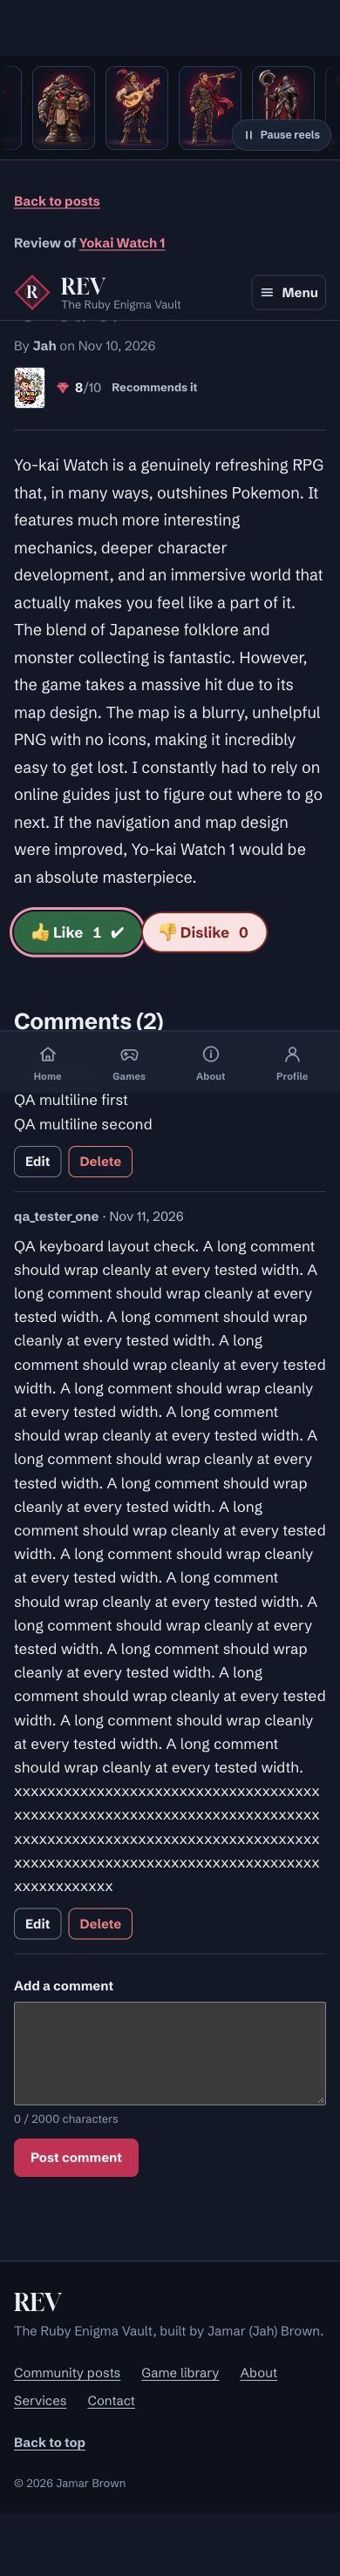 Pause reels
Back to posts
Review of Yokai Watch 1
R
REV
The Ruby Enigma Vault
Menu
By Jah on Nov 10, 2026
8/10 Recommends it
Yo-kai Watch is a genuinely refreshing RPG
that, in many ways, outshines Pokemon. It
features much more interesting
mechanics, deeper character
development, and an immersive world that
actually makes you feel like a part of it.
The blend of Japanese folklore and
monster collecting is fantastic. However,
the game takes a massive hit due to its
map design. The map is a blurry, unhelpful
PNG with no icons, making it incredibly
easy to get lost. I constantly had to rely on
online guides just to figure out where to go
next. If the navigation and map design
were improved, Yo-kai Watch 1 would be
an absolute masterpiece.
👍 Like 1 ✔
👎 Dislike 0
Comments (2)
Home
Games
About
Profile
QA multiline first
QA multiline second
Edit
Delete
qa_tester_one · Nov 11, 2026
QA keyboard layout check. A long comment
should wrap cleanly at every tested width. A
long comment should wrap cleanly at every
tested width. A long comment should wrap
cleanly at every tested width. A long
comment should wrap cleanly at every tested
width. A long comment should wrap cleanly
at every tested width. A long comment
should wrap cleanly at every tested width. A
long comment should wrap cleanly at every
tested width. A long comment should wrap
cleanly at every tested width. A long
comment should wrap cleanly at every tested
width. A long comment should wrap cleanly
at every tested width. A long comment
should wrap cleanly at every tested width. A
long comment should wrap cleanly at every
tested width. A long comment should wrap
cleanly at every tested width. A long
comment should wrap cleanly at every tested
width. A long comment should wrap cleanly
at every tested width. A long comment
should wrap cleanly at every tested width.
xxxxxxxxxxxxxxxxxxxxxxxxxxxxxxxxxxxxx
xxxxxxxxxxxxxxxxxxxxxxxxxxxxxxxxxxxxx
xxxxxxxxxxxxxxxxxxxxxxxxxxxxxxxxxxxxx
xxxxxxxxxxxxxxxxxxxxxxxxxxxxxxxxxxxxx
xxxxxxxxxxxx
Edit
Delete
Add a comment
0 / 2000 characters
Post comment
REV
The Ruby Enigma Vault, built by Jamar (Jah) Brown.
Community posts
Game library
About
Services
Contact
Back to top
© 2026 Jamar Brown